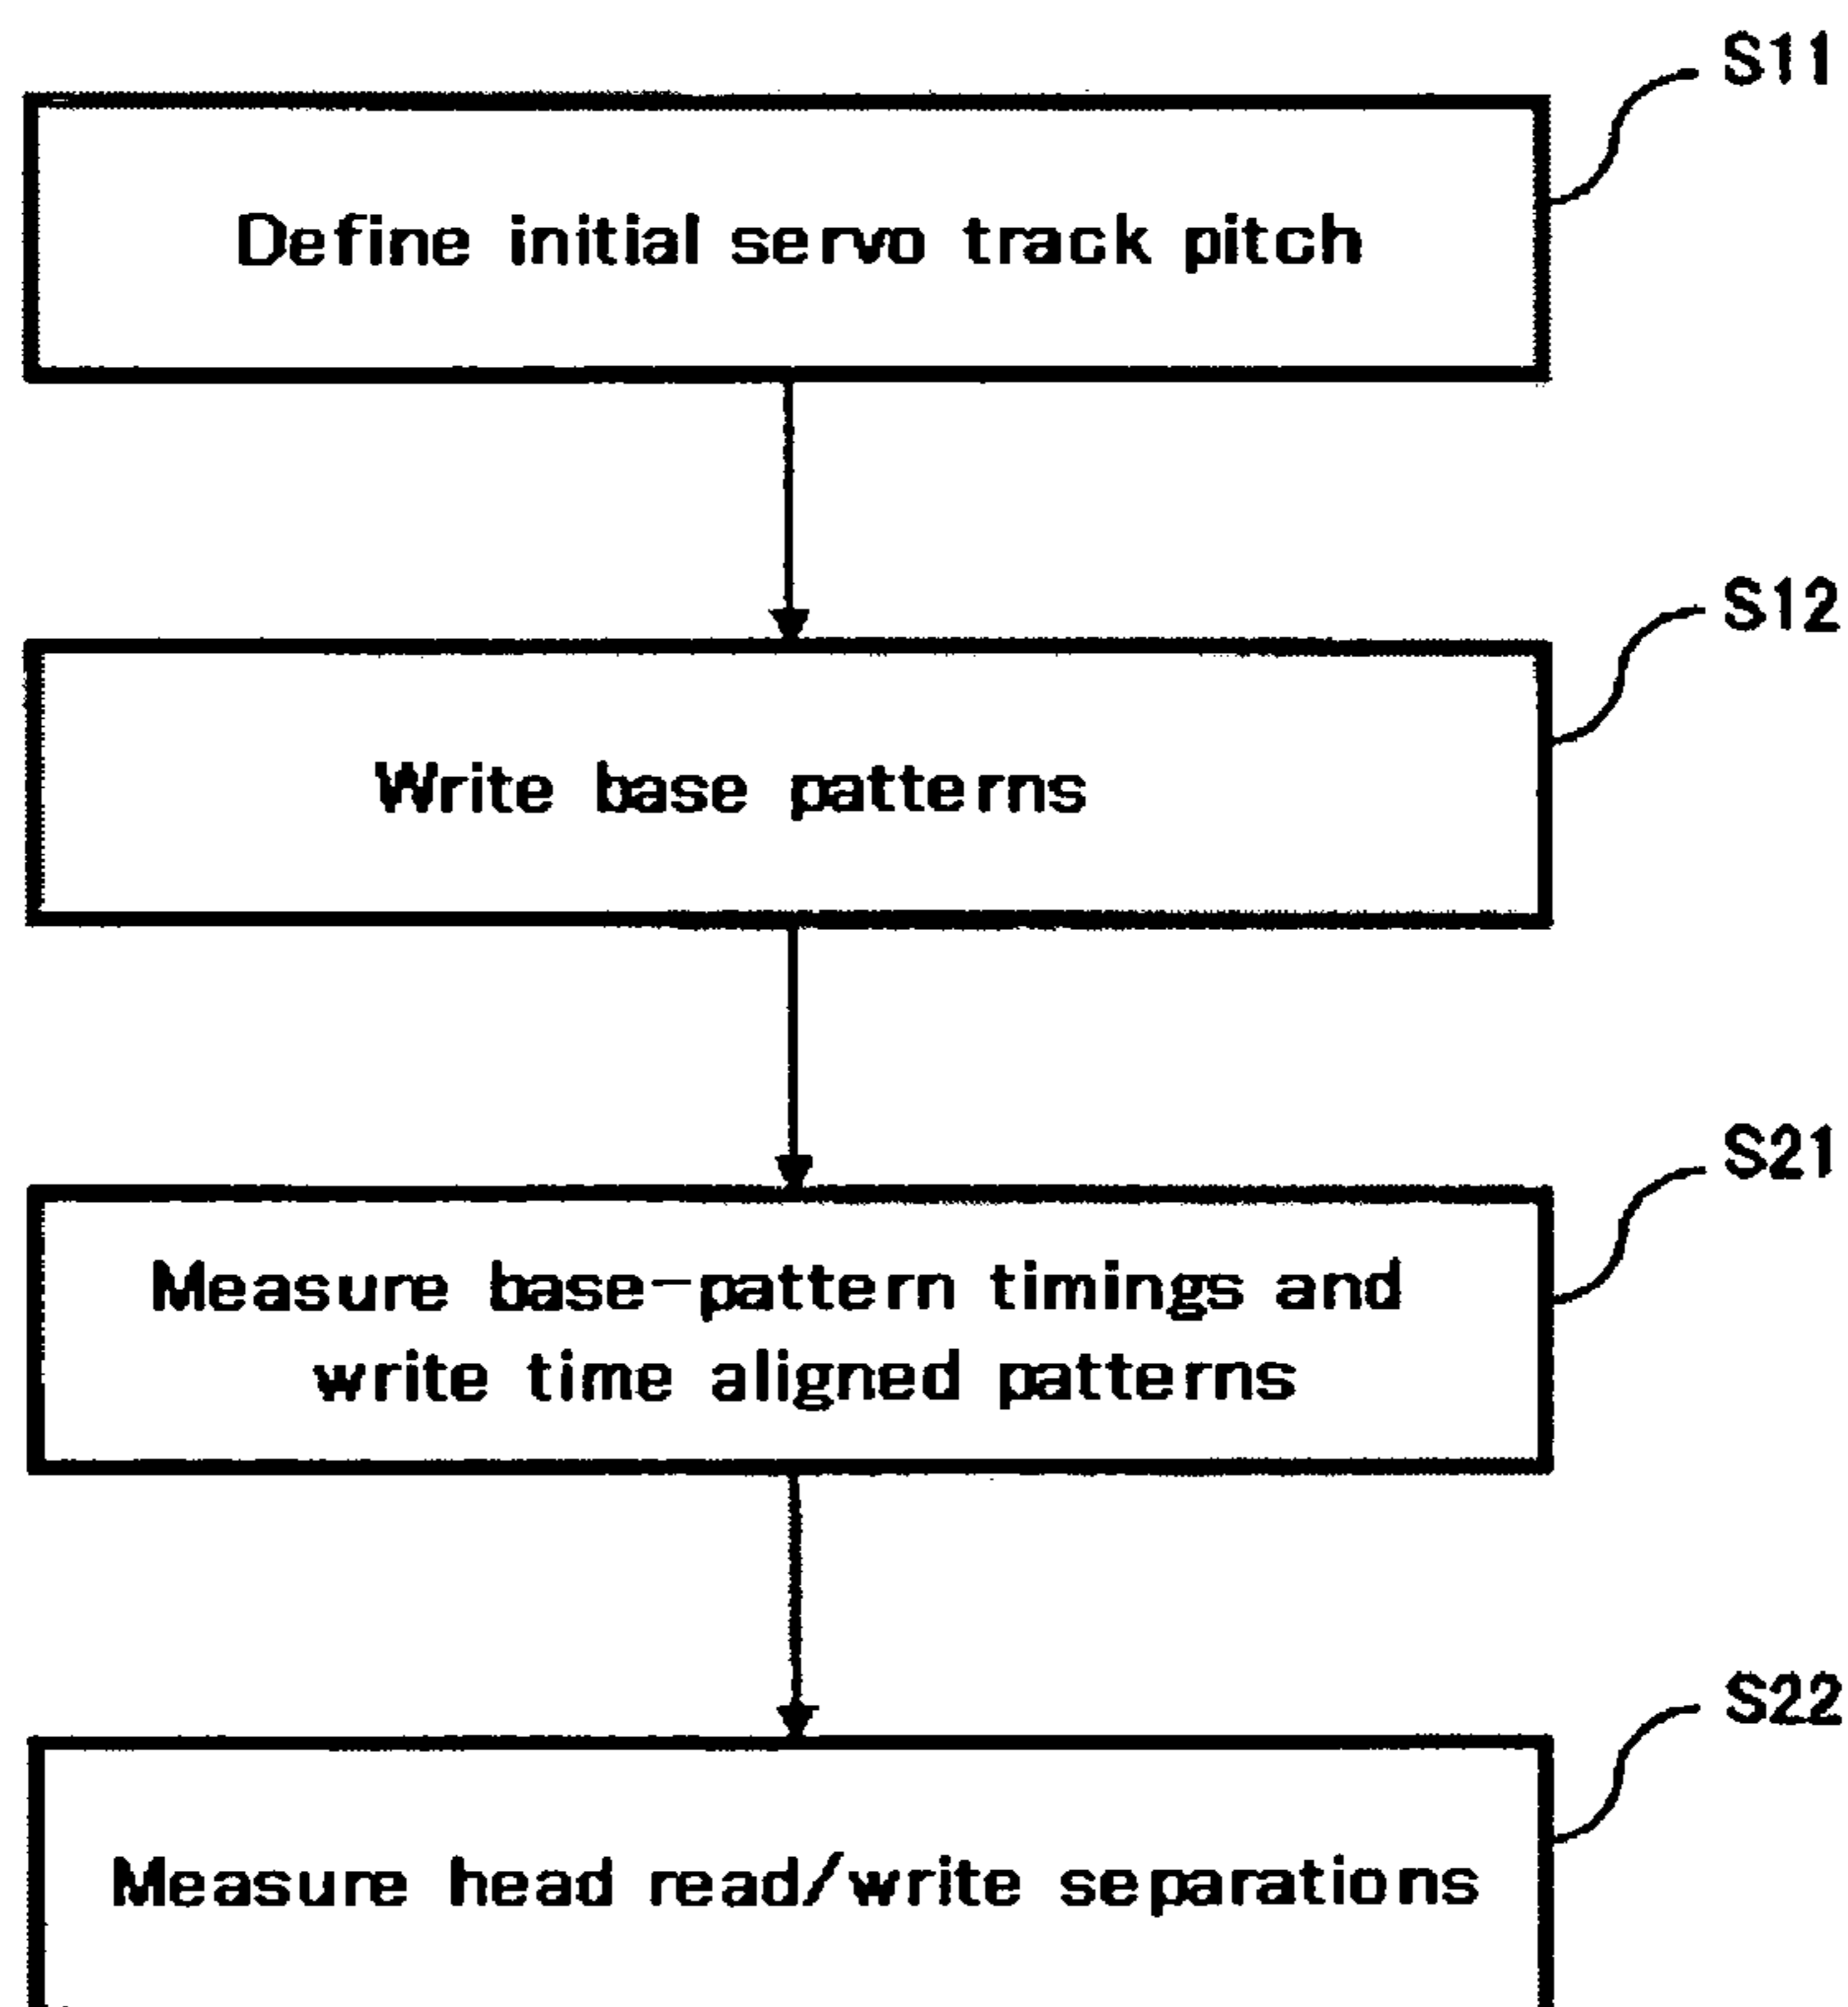 S11
Define initial servo track pitch
S12
Write base patterns
S21
Measure base-pattern timings and
write time aligned patterns
S22
Measure head read/write separations